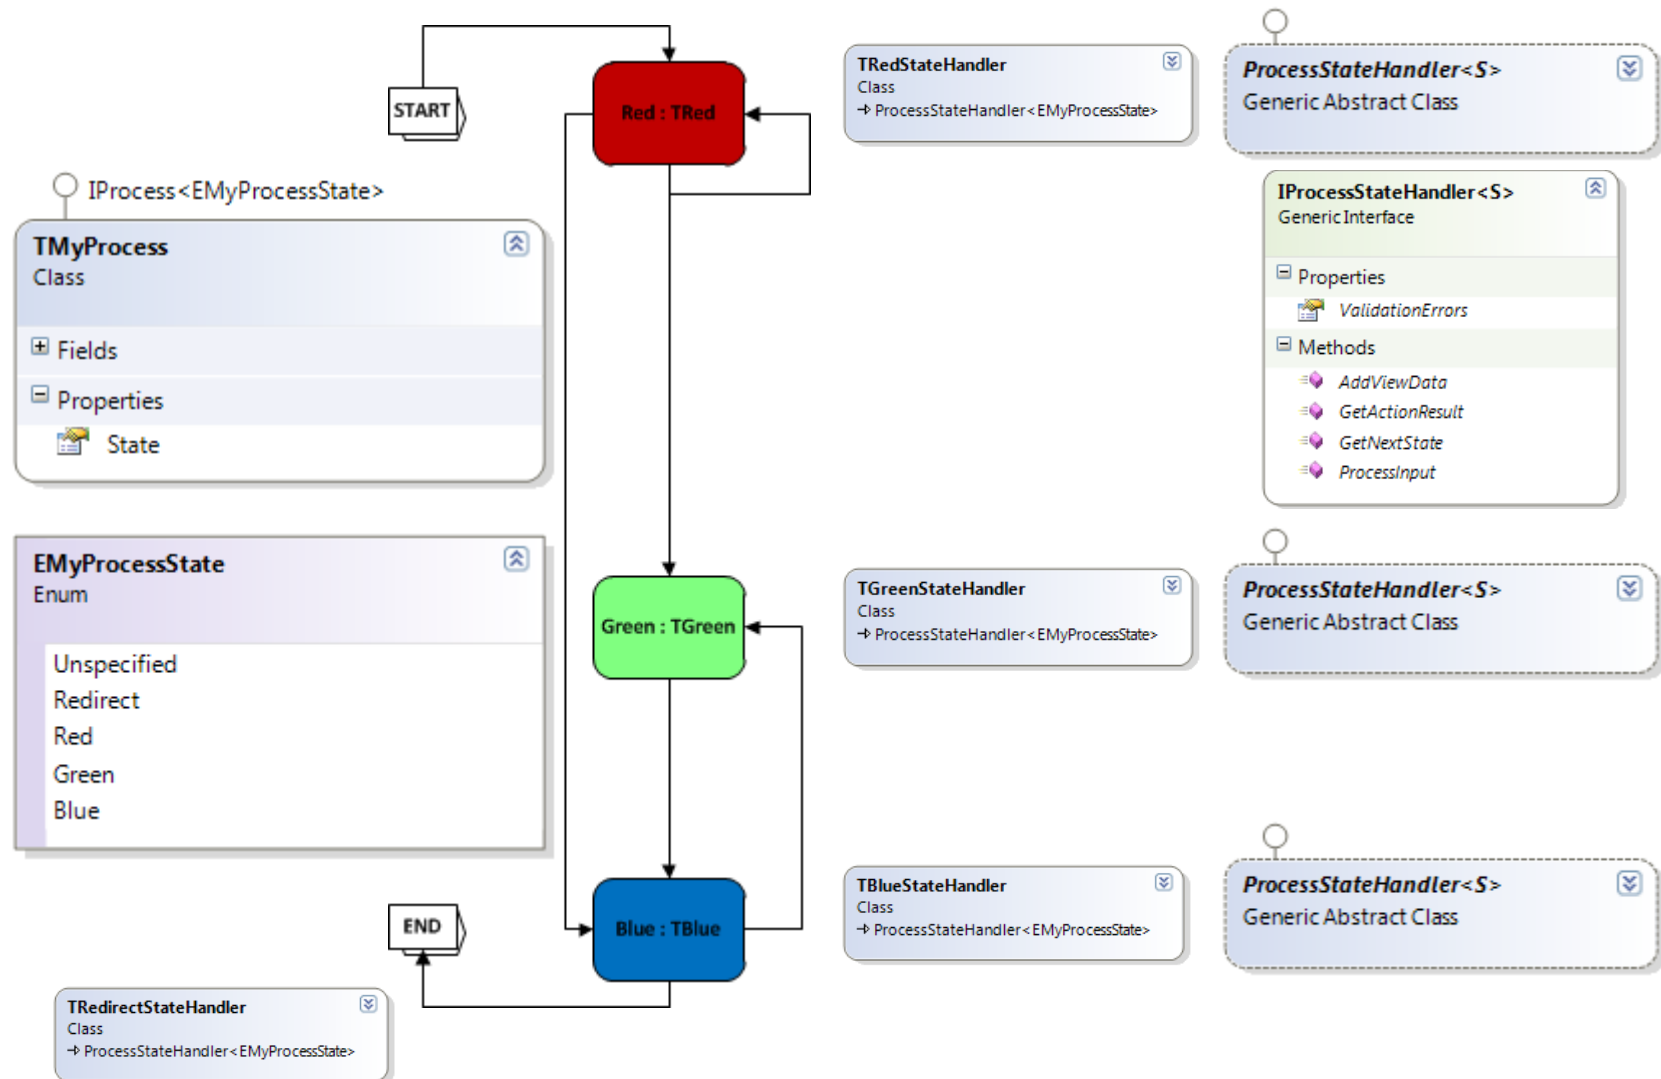 START
Red : TRed
TRedStateHandler
Class
ProcessStateHandler<EMyProcessState>
ProcessStateHandler<S>
Generic Abstract Class
IProcess<EMyProcessState>
TMyProcess
Class
Fields
Properties
State
IProcessStateHandler<S>
Generic Interface
Properties
ValidationErrors
Methods
AddViewData
GetActionResult
GetNextState
ProcessInput
EMyProcessState
Enum
Unspecified
Redirect
Red
Green
Blue
Green : TGreen
TGreenStateHandler
Class
ProcessStateHandler<EMyProcessState>
ProcessStateHandler<S>
Generic Abstract Class
END
Blue : TBlue
TBlueStateHandler
Class
ProcessStateHandler<EMyProcessState>
ProcessStateHandler<S>
Generic Abstract Class
TRedirectStateHandler
Class
ProcessStateHandler<EMyProcessState>